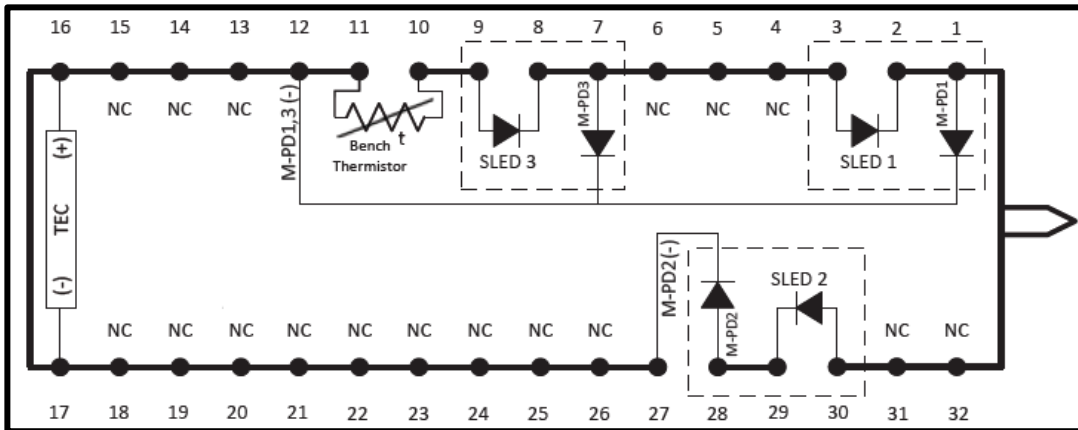 16 15 14 13 12 11 10 9 8 7 6 5 4 3 2 1
NC NC NC NC NC NC
M-PD1,3 (-)
t
Bench
Thermistor
SLED 3
M-PD3
SLED 1
M-PD1
(+)
TEC
(-)
M-PD2(-)
M-PD2
SLED 2
NC NC NC NC NC NC NC NC NC NC NC
17 18 19 20 21 22 23 24 25 26 27 28 29 30 31 32